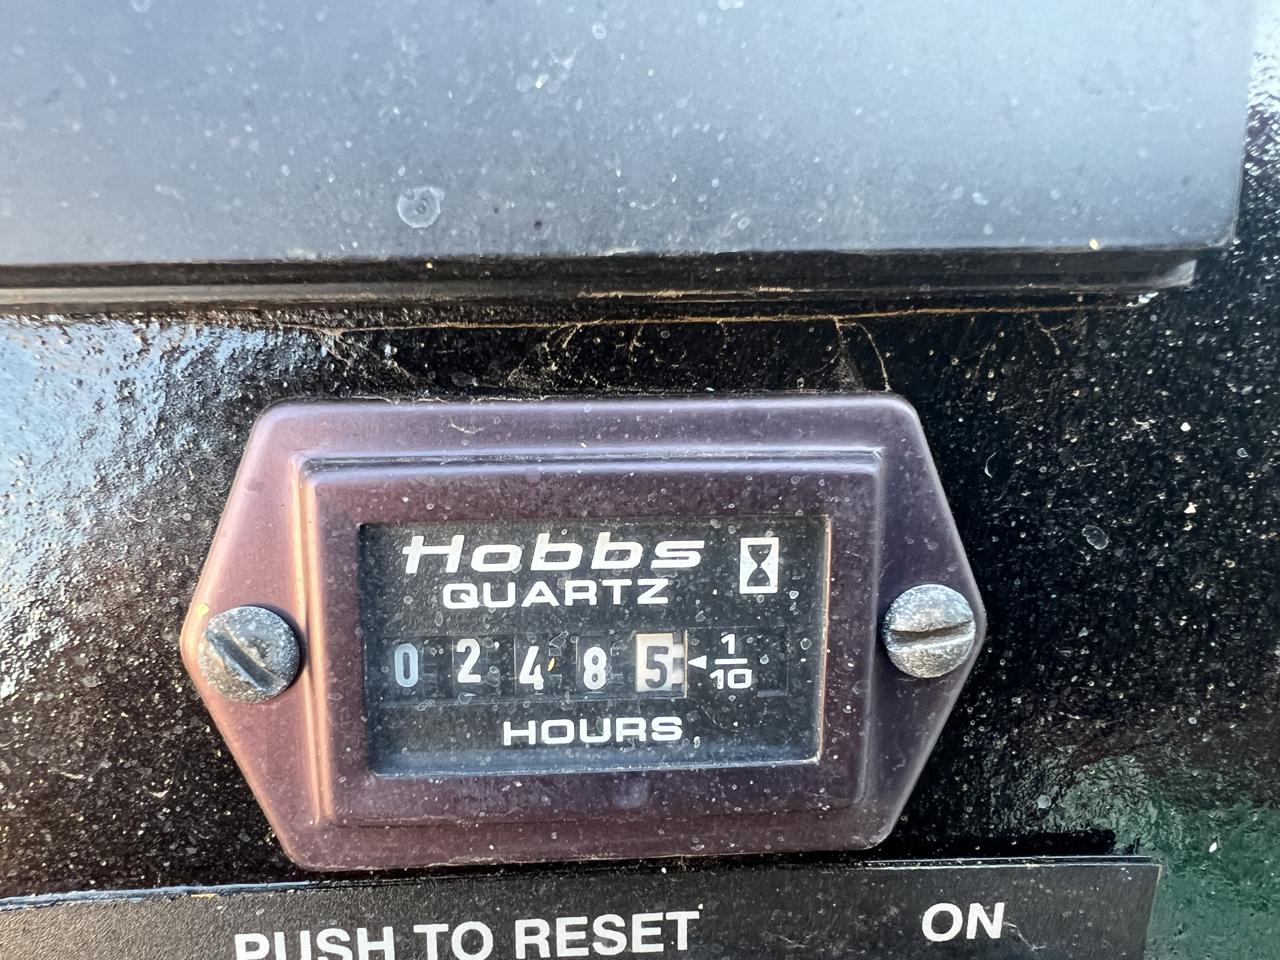 Hobbs
QUARTZ
0 2 4 8 5 1/10
HOURS
PUSH TO RESET
ON